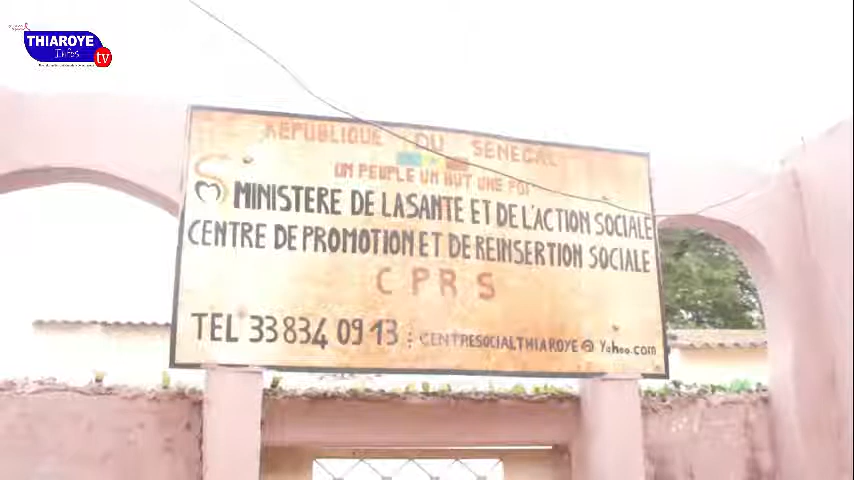 THIAROYE
Infos
tv
REPUBLIQUE DU SENEGAL
UN PEUPLE UN BUT UNE FOI
MINISTERE DE LASANTE ET DE L'ACTION SOCIALE
CENTRE DE PROMOTION ET DE REINSERTION SOCIALE
C P R S
TEL 33 834 09 13 : CENTRESOCIALTHIAROYE @ Yahoo.com